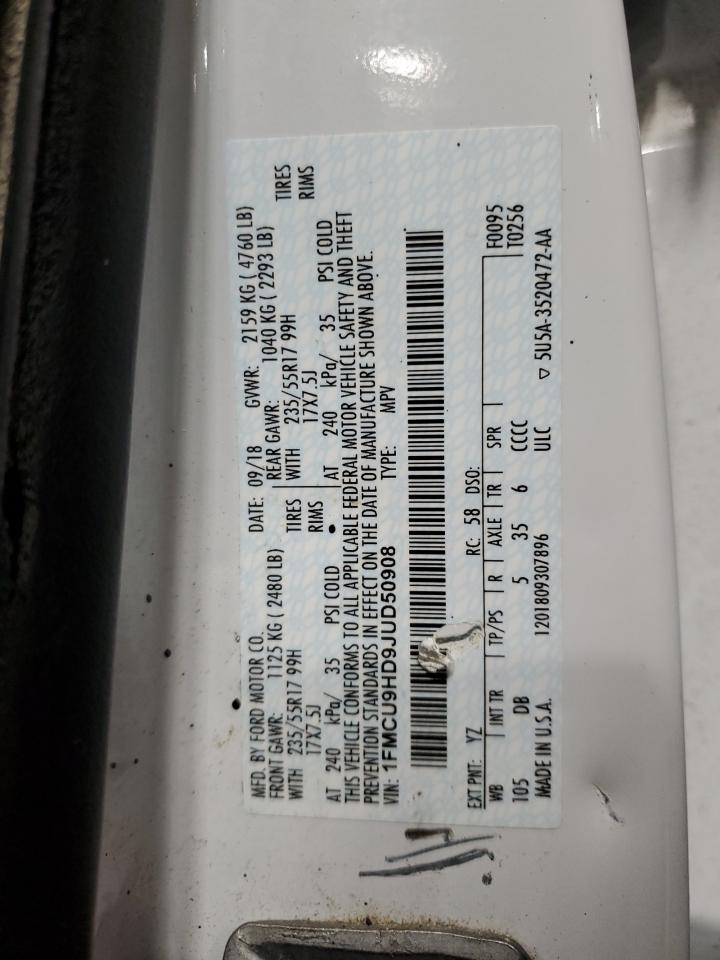 MFD. BY FORD MOTOR CO. DATE: 09/18 GVWR: 2159 KG ( 4760 LB)
FRONT GAWR: 1125 KG ( 2480 LB) REAR GAWR: 1040 KG ( 2293 LB)
WITH 235/55R17 99H TIRES WITH 235/55R17 99H TIRES
17X7.5J RIMS 17X7.5J RIMS
AT 240 kPa/ 35 PSI COLD AT 240 kPa/ 35 PSI COLD
THIS VEHICLE CONFORMS TO ALL APPLICABLE FEDERAL MOTOR VEHICLE SAFETY AND THEFT
PREVENTION STANDARDS IN EFFECT ON THE DATE OF MANUFACTURE SHOWN ABOVE.
VIN: 1FMCU9HD9JUD50908 TYPE: MPV
EXT PNT: YZ RC: 58 DSO:
WB INT TR TP/PS R AXLE TR SPR F0095
105 DB 5 35 6 CCCC T0256
MADE IN U.S.A. 1201809307896 ULC ▽ 5U5A-3520472-AA